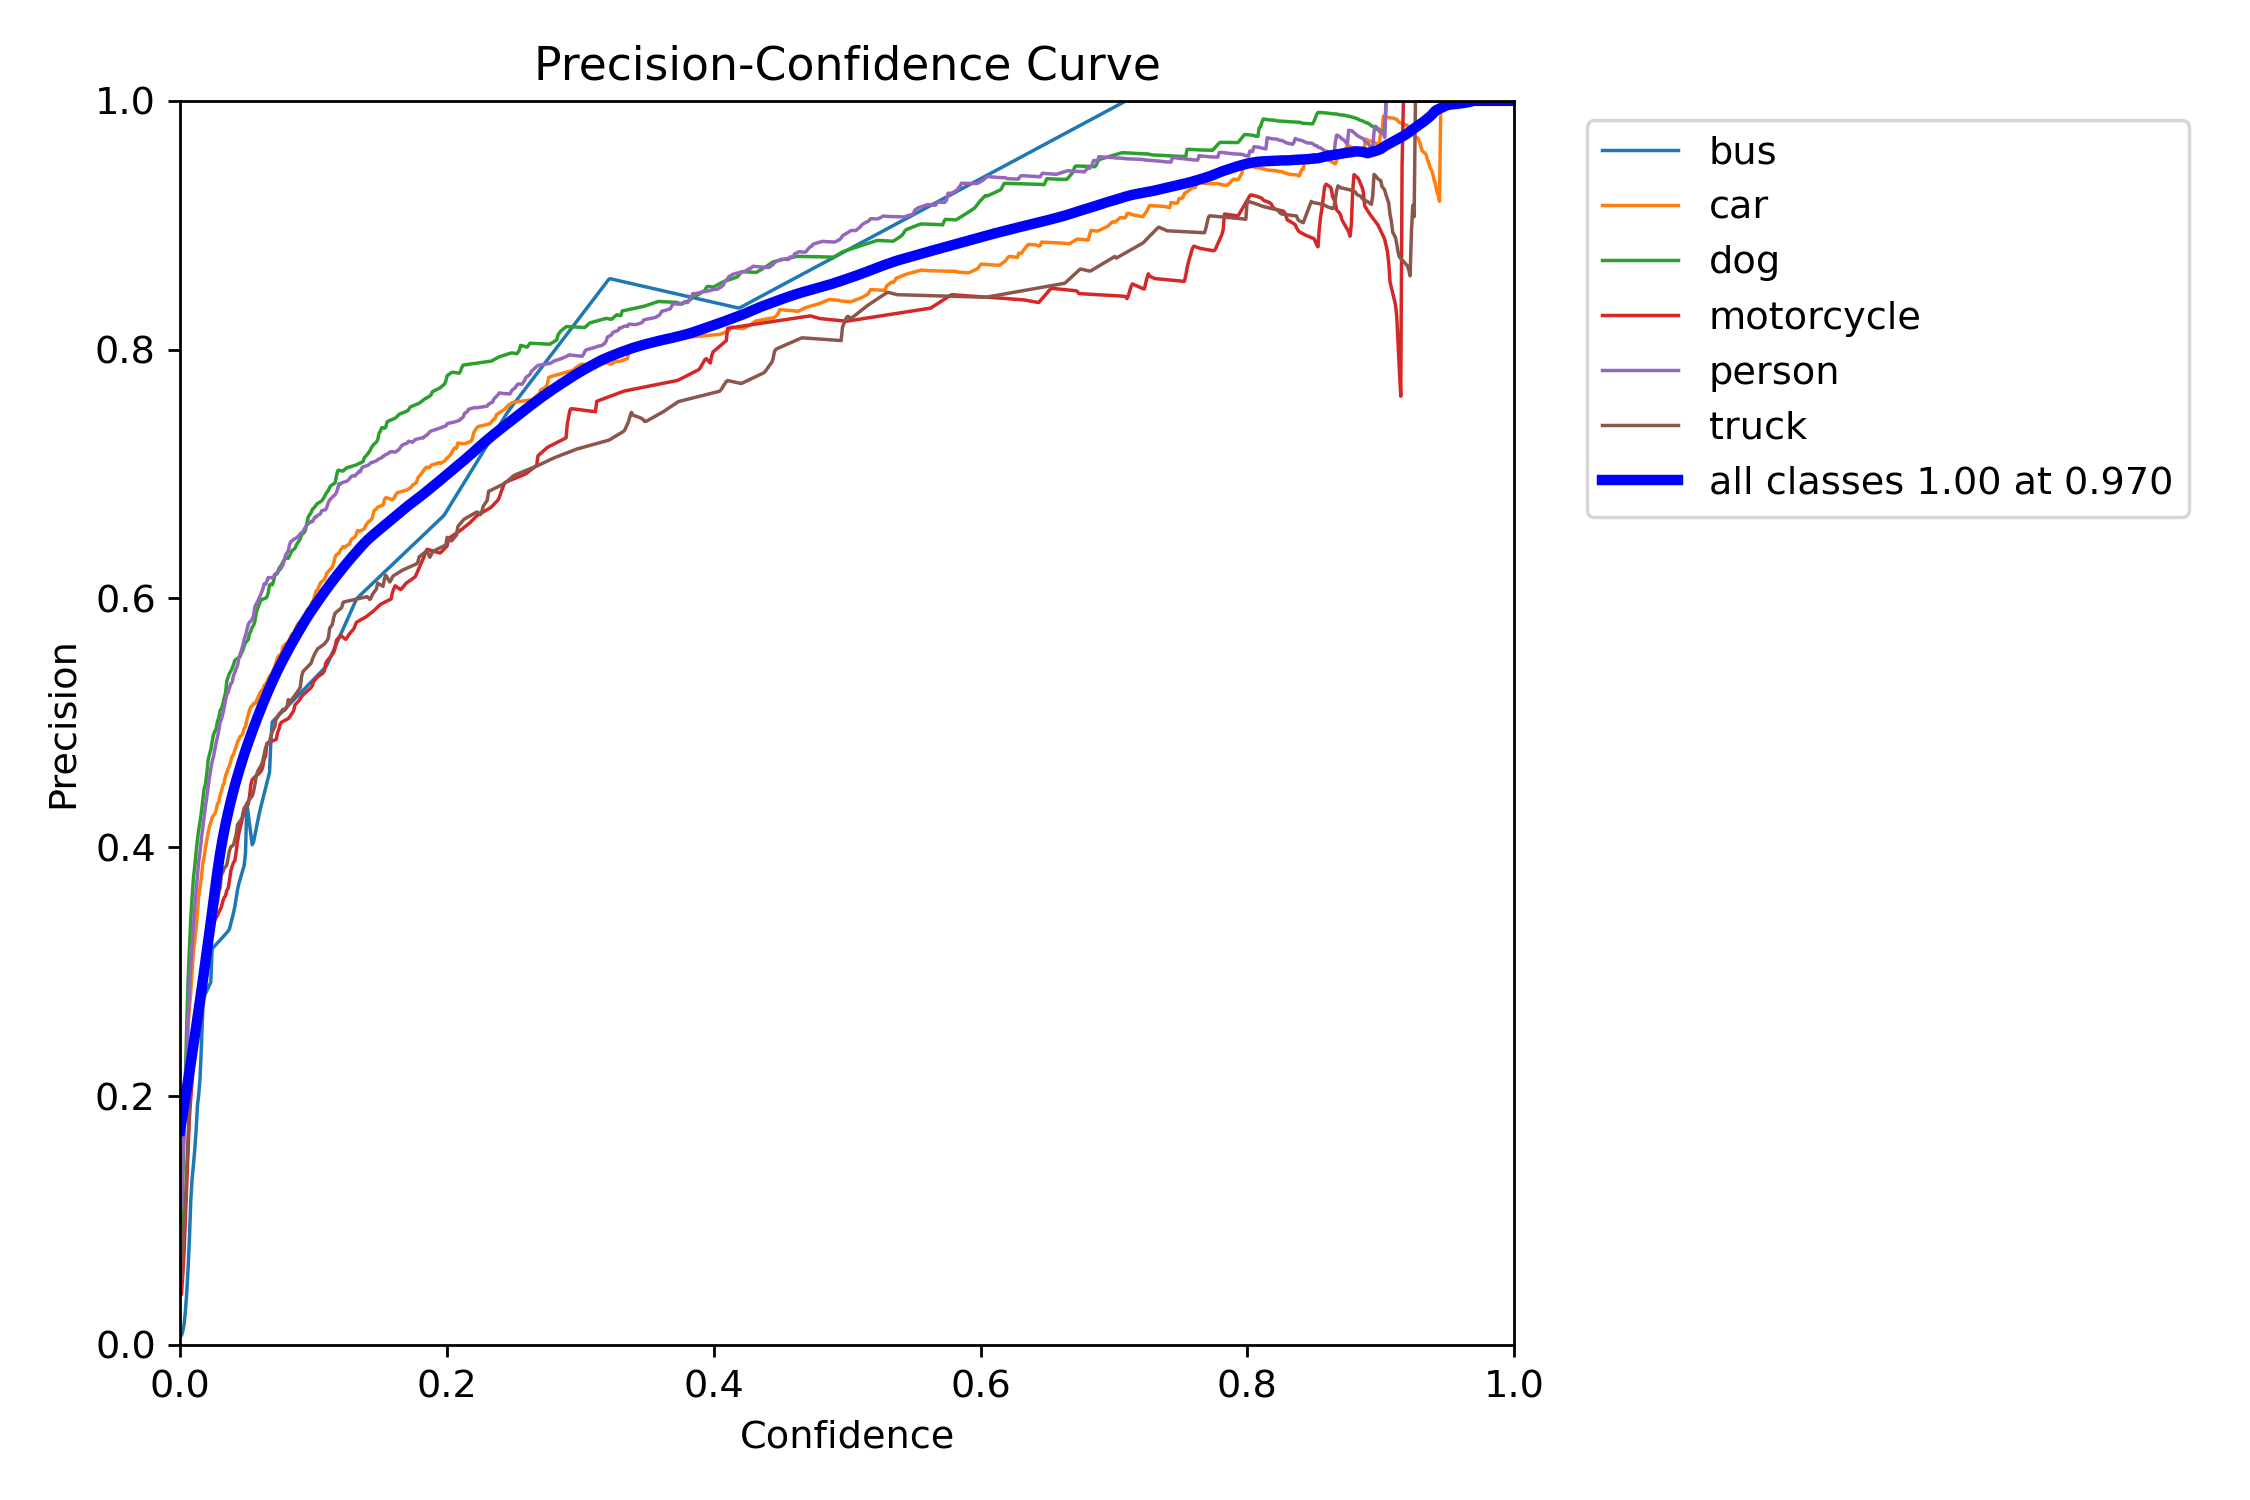 Precision-Confidence Curve
1.0
0.8
0.6
0.4
0.2
0.0
Precision
0.0 0.2 0.4 0.6 0.8 1.0
Confidence
bus
car
dog
motorcycle
person
truck
all classes 1.00 at 0.970